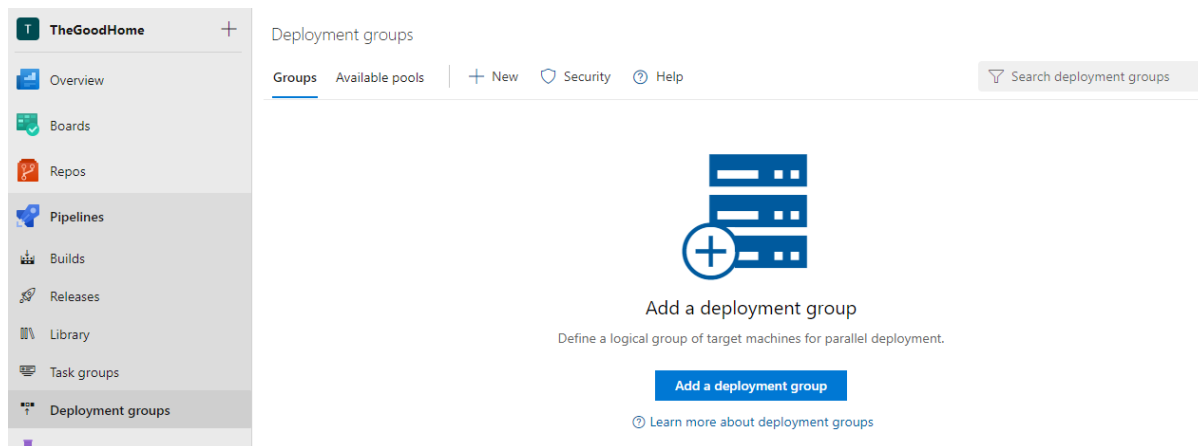 T TheGoodHome
Overview
Boards
Repos
Pipelines
Builds
Releases
Library
Task groups
Deployment groups
Deployment groups
Groups Available pools New Security Help Search deployment groups
Add a deployment group
Define a logical group of target machines for parallel deployment.
Add a deployment group
Learn more about deployment groups